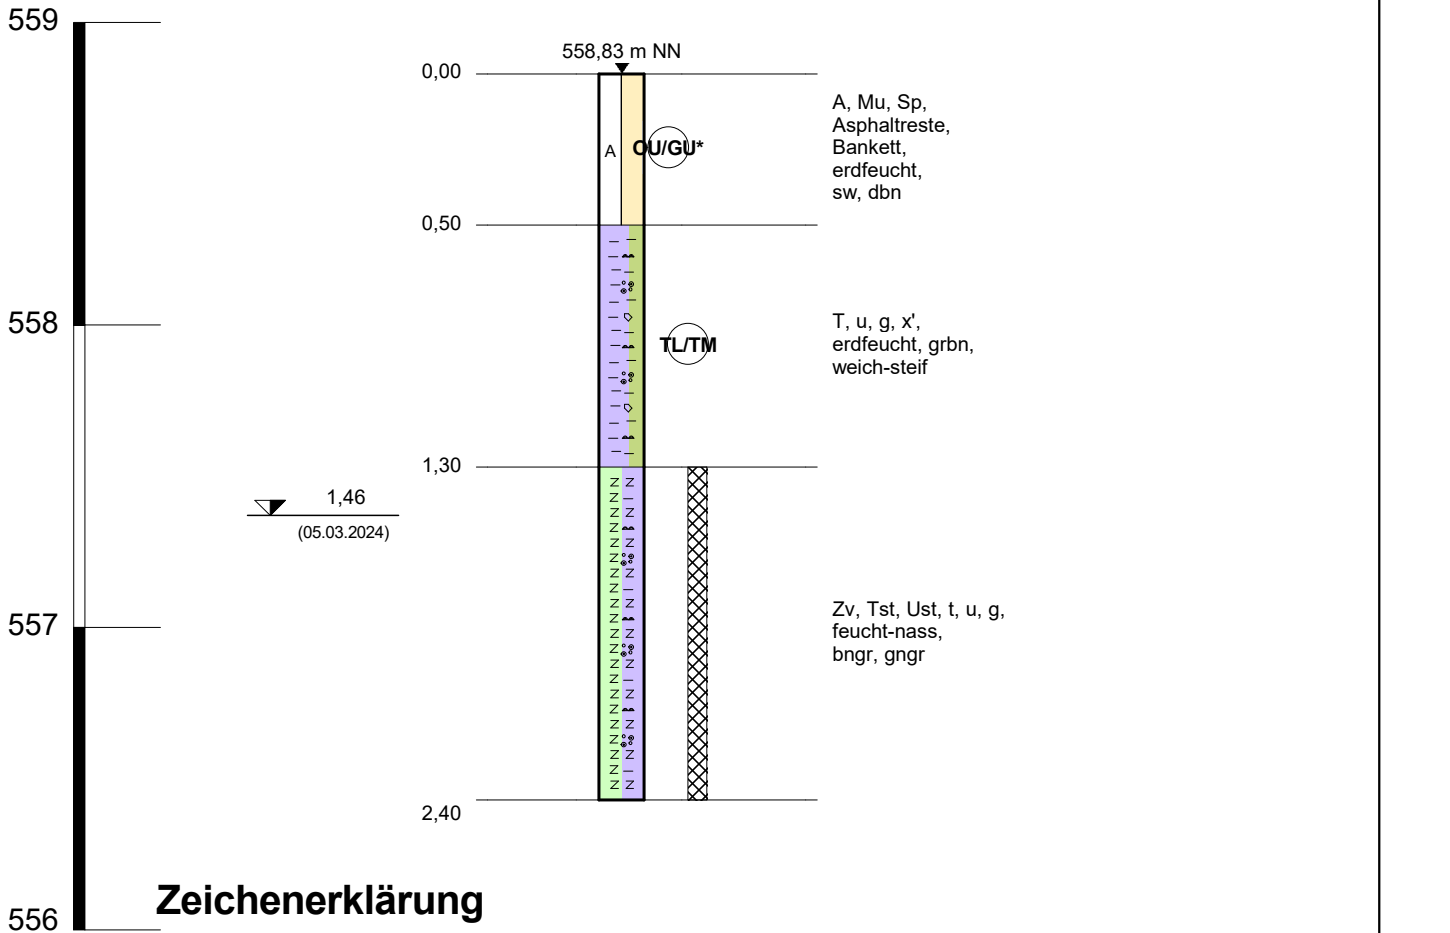 559
558,83 m NN
0,00
A, Mu, Sp,
Asphaltreste,
Bankett,
erdfeucht,
sw, dbn
A
OU/GU*
0,50
558
T, u, g, x',
erdfeucht, grbn,
weich-steif
TL/TM
1,30
1,46
(05.03.2024)
557
Zv, Tst, Ust, t, u, g,
feucht-nass,
bngr, gngr
2,40
Zeichenerklärung
556